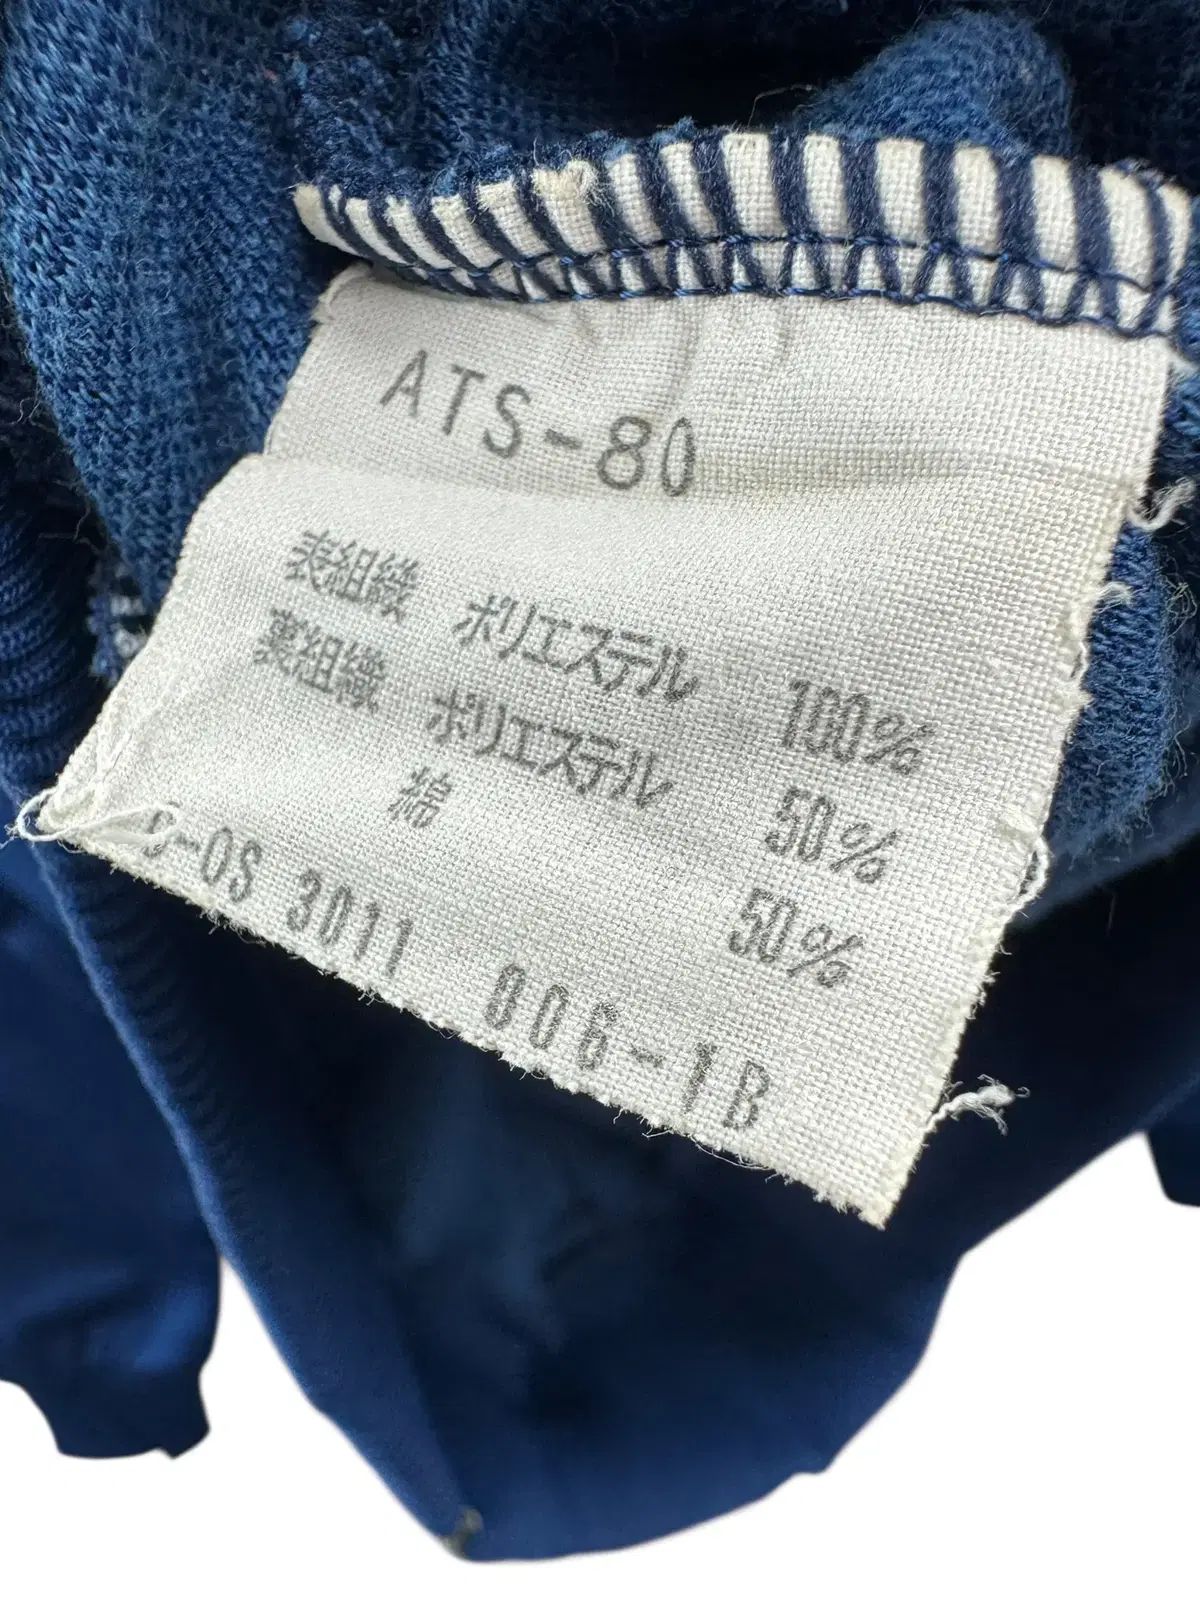 ATS-80
表組織 ポリエステル 100%
裏組織 ポリエステル 50%
綿 50%
-OS 3011 806-1B